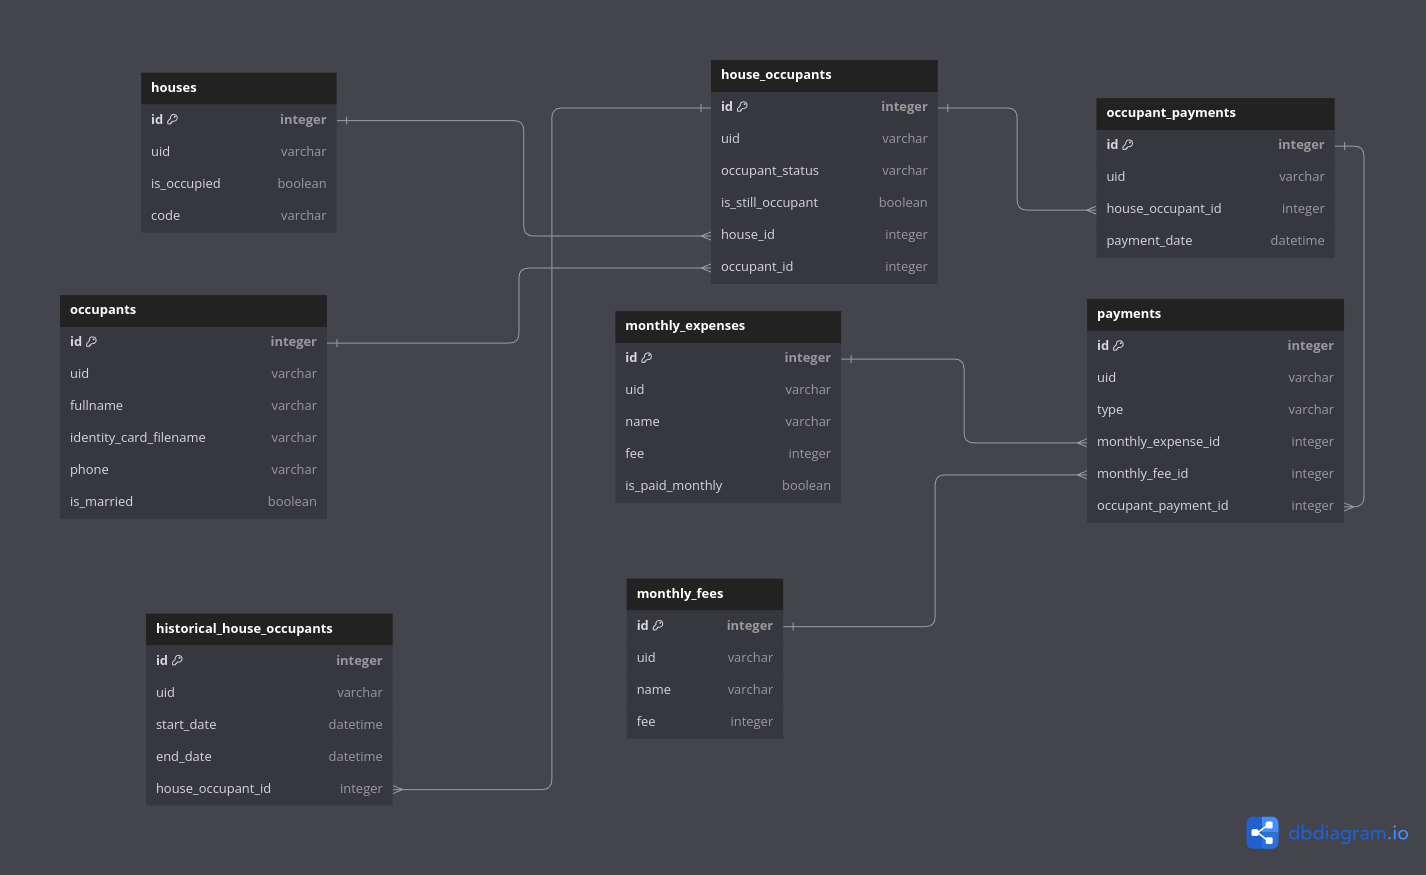 houses
id integer
uid varchar
is_occupied boolean
code varchar
house_occupants
id integer
uid varchar
occupant_status varchar
is_still_occupant boolean
house_id integer
occupant_id integer
occupant_payments
id integer
uid varchar
house_occupant_id integer
payment_date datetime
occupants
id integer
uid varchar
fullname varchar
identity_card_filename varchar
phone varchar
is_married boolean
monthly_expenses
id integer
uid varchar
name varchar
fee integer
is_paid_monthly boolean
payments
id integer
uid varchar
type varchar
monthly_expense_id integer
monthly_fee_id integer
occupant_payment_id integer
historical_house_occupants
id integer
uid varchar
start_date datetime
end_date datetime
house_occupant_id integer
monthly_fees
id integer
uid varchar
name varchar
fee integer
dbdiagram.io